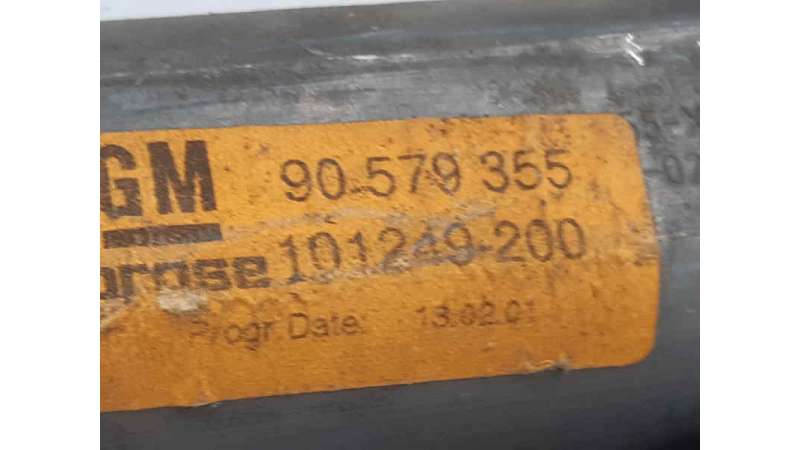 GM 90.579 355
brose 101249-200
Progr. Date: 13.02.01